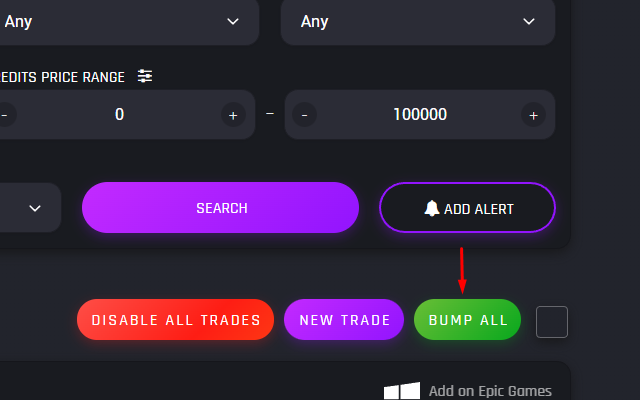 Any Any
EDITS PRICE RANGE
- 0 + – - 100000 +
SEARCH ADD ALERT
DISABLE ALL TRADES NEW TRADE BUMP ALL
Add on Epic Games